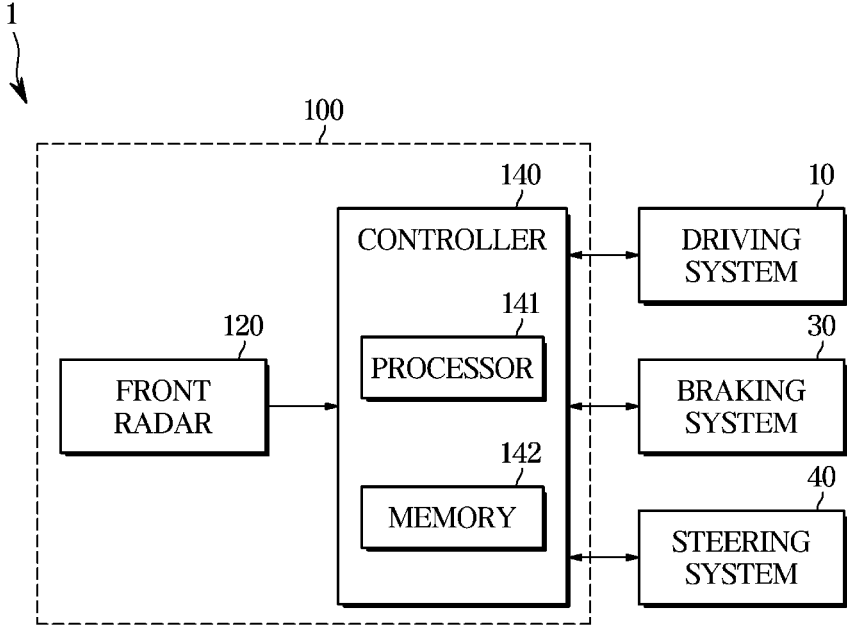 1
100
140
CONTROLLER
10
DRIVING
SYSTEM
120
FRONT
RADAR
141
PROCESSOR
30
BRAKING
SYSTEM
142
MEMORY
40
STEERING
SYSTEM